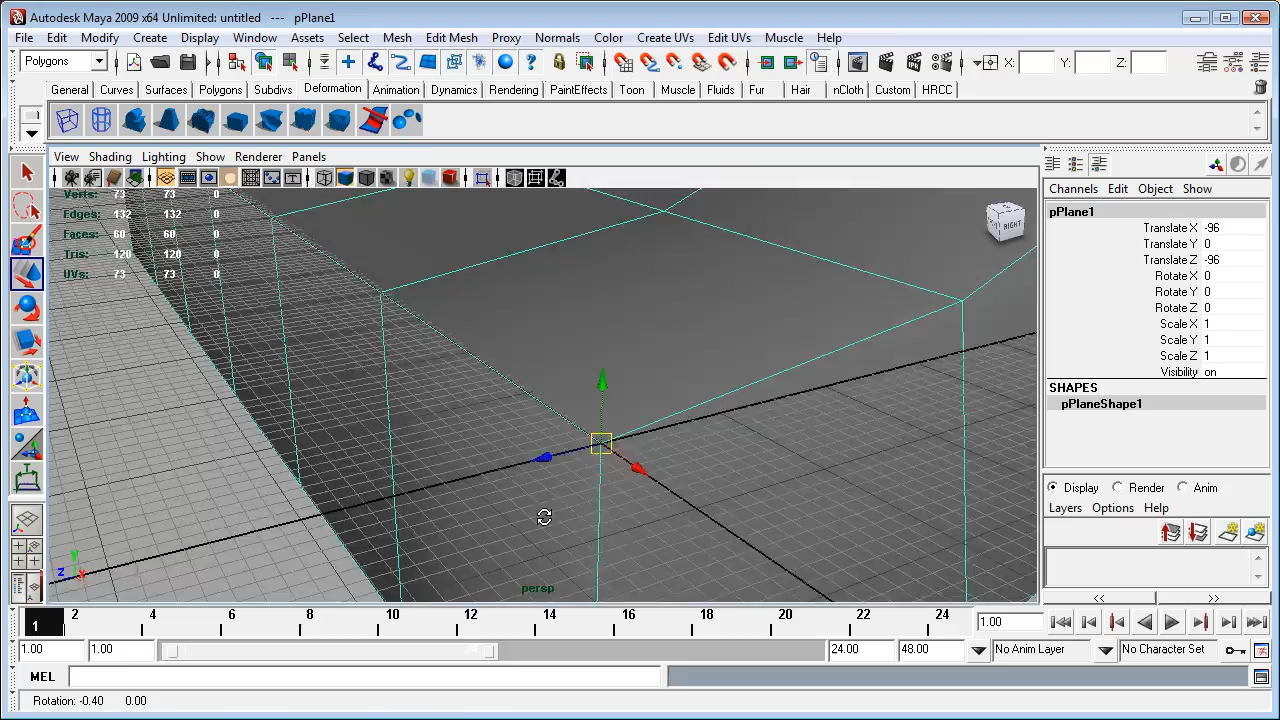 Autodesk Maya 2009 x64 Unlimited: untitled --- pPlane1
File Edit Modify Create Display Window Assets Select Mesh Edit Mesh Proxy Normals Color Create UVs Edit UVs Muscle Help
Polygons X: Y: Z:
General Curves Surfaces Polygons Subdivs Deformation Animation Dynamics Rendering PaintEffects Toon Muscle Fluids Fur Hair nCloth Custom HRCC
View Shading Lighting Show Renderer Panels
Verts: 73 73 0
Edges: 132 132 0
Faces: 60 60 0
Tris: 120 120 0
UVs: 73 73 0
RIGHT
y
z x
persp
Channels Edit Object Show
pPlane1
Translate X -96
Translate Y 0
Translate Z -96
Rotate X 0
Rotate Y 0
Rotate Z 0
Scale X 1
Scale Y 1
Scale Z 1
Visibility on
SHAPES
pPlaneShape1
Display Render Anim
Layers Options Help
<< >>
1 2 4 6 8 10 12 14 16 18 20 22 24 1.00
1.00 1.00 24 24.00 48.00 No Anim Layer No Character Set
MEL
Rotation: -0.40 0.00